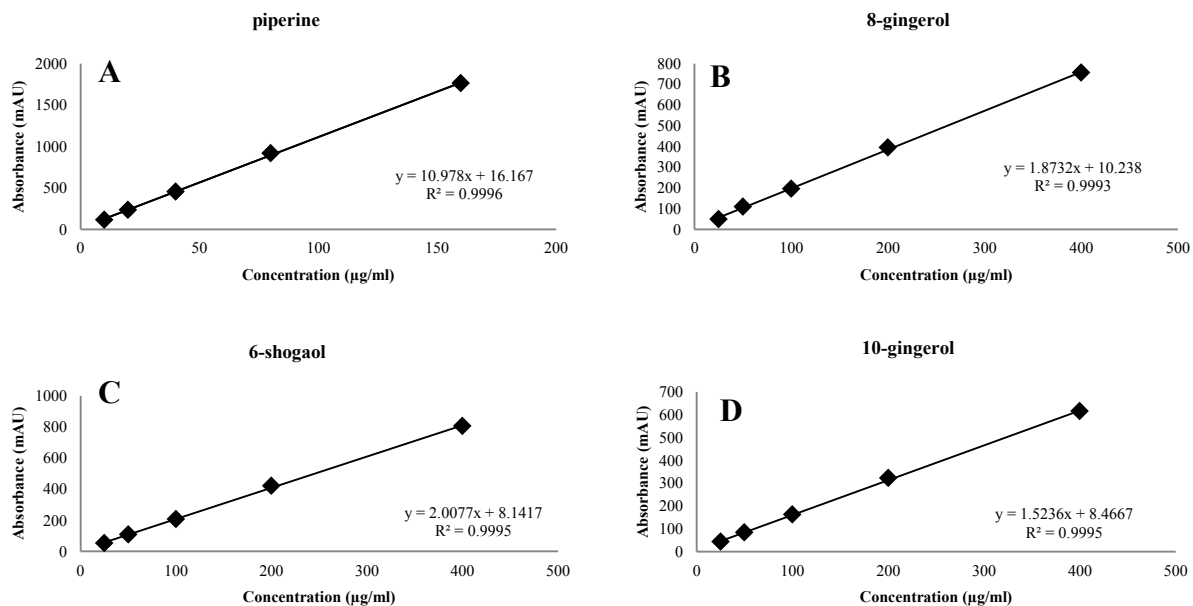 piperine
A
Absorbance (mAU)
2000
1500
1000
500
0
y = 10.978x + 16.167
R² = 0.9996
0 50 100 150 200
Concentration (µg/ml)
8-gingerol
B
Absorbance (mAU)
800
700
600
500
400
300
200
100
0
y = 1.8732x + 10.238
R² = 0.9993
0 100 200 300 400 500
Concentration (µg/ml)
6-shogaol
C
Absorbance (mAU)
1000
800
600
400
200
0
y = 2.0077x + 8.1417
R² = 0.9995
0 100 200 300 400 500
Concentration (µg/ml)
10-gingerol
D
Absorbance (mAU)
700
600
500
400
300
200
100
0
y = 1.5236x + 8.4667
R² = 0.9995
0 100 200 300 400 500
Concentration (µg/ml)